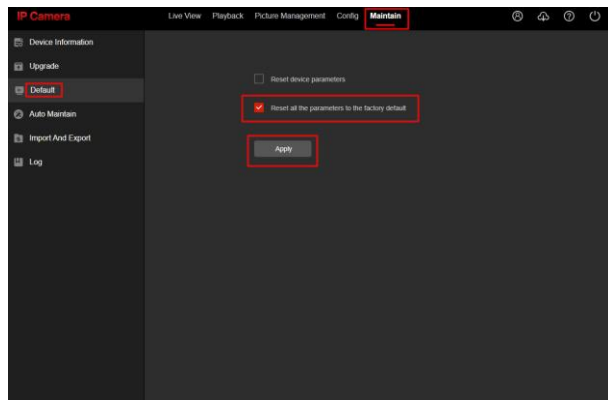 IP Camera
Live View Playback Picture Management Config Maintain
Device Information
Upgrade
Default
Auto Maintain
Import And Export
Log
Reset device parameters
Reset all the parameters to the factory default
Apply